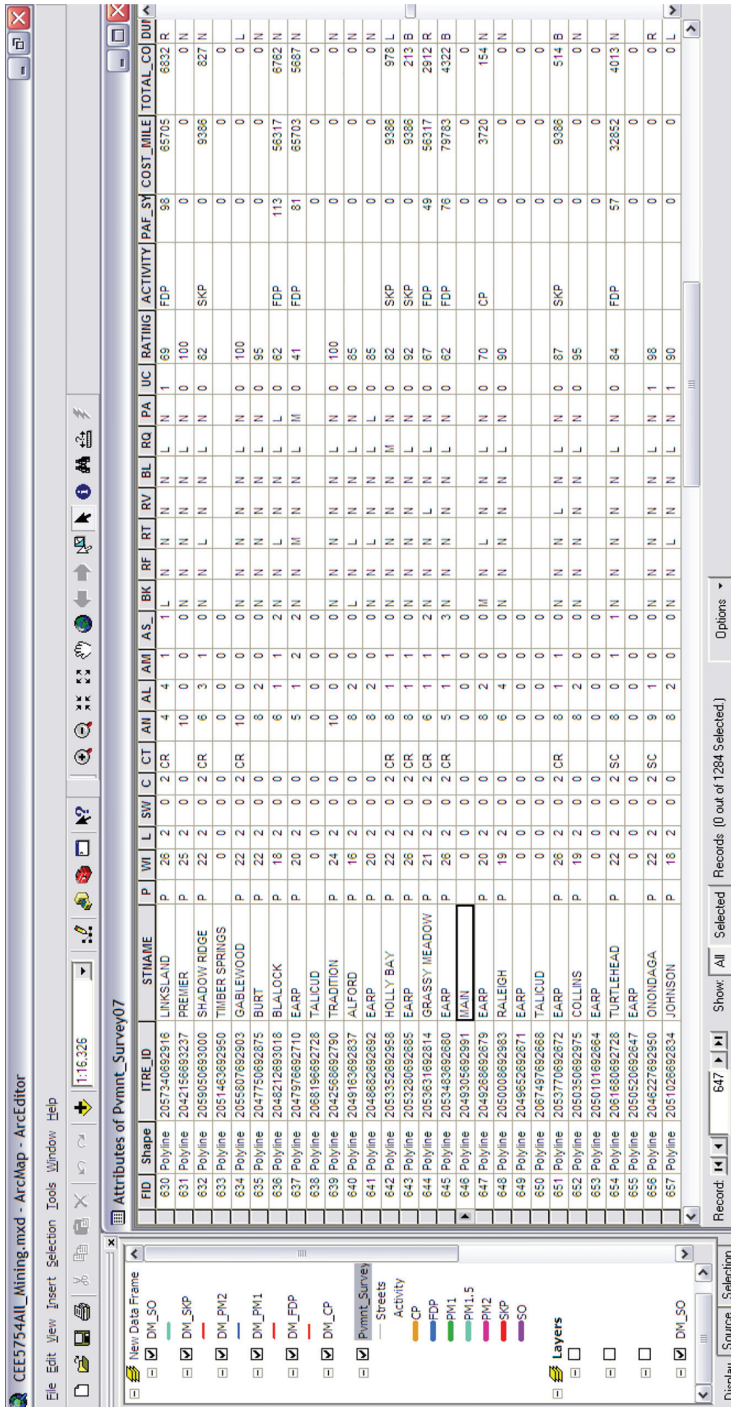 CEE5754All_Mining.mxd - ArcMap - ArcEditor
File Edit View Insert Selection Tools Window Help
1:16,326
New Data Frame
DM_SO
DM_SKP
DM_PM2
DM_PM1
DM_FDP
DM_CP
Pvmnt_Survey
Streets
Activity
CP
FDP
PM1
PM1.5
PM2
SKP
SO
Layers
DM_SO
Display Source Selection
Attributes of Pvmnt_Survey07
FID Shape ITRE_ID STNAME P WI L SW C CT AN AL AM AS_ BK RF RT RV BL RQ PA UC RATING ACTIVITY PAF_SY COST_MILE TOTAL_CO DUR
630 Polyline 2057340692916 LINKSLAND P 26 2 0 2 CR 4 4 1 1 L N N N N L N 1 69 FDP 98 65705 6832 R
631 Polyline 2042156693237 PREMIER P 25 2 0 0 10 0 0 0 N N N N N L N 0 100 0 0 0 N
632 Polyline 2059050693000 SHADOW RIDGE P 22 2 0 2 CR 6 3 1 0 N N L N N L N 0 82 SKP 0 9386 827 N
633 Polyline 2051463692950 TIMBER SPRINGS 0 0 0 0 0 0 0 0 0 0 0 0
634 Polyline 2055807692903 GABLEWOOD P 22 2 0 2 CR 10 0 0 0 N N N N N L N 0 100 0 0 0 L
635 Polyline 2047750692875 BURT P 22 2 0 0 8 2 0 0 N N N N N L N 0 95 0 0 0 N
636 Polyline 2048212693018 BLALOCK P 18 2 0 0 6 1 1 2 N N L N N L L 0 62 FDP 113 56317 6762 N
637 Polyline 2047976692710 EARP P 20 2 0 0 5 1 2 2 N N M N N L M 0 41 FDP 81 65703 5687 N
638 Polyline 2068196692728 TALICUD 0 0 0 0 0 0 0 0 0 0 0 0
639 Polyline 2042568692790 TRADITION P 24 2 0 0 10 0 0 0 N N N N N L N 0 100 0 0 0 N
640 Polyline 2049163692837 ALFORD P 16 2 0 0 8 2 0 0 L N L N N L N 0 85 0 0 0 N
641 Polyline 2048682692692 EARP P 20 2 0 0 8 2 0 0 N N L N N L L 0 85 0 0 0 N
642 Polyline 2053352692958 HOLLY BAY P 22 2 0 2 CR 8 1 1 0 N N N N N M N 0 82 SKP 0 9386 978 L
643 Polyline 2053280692685 EARP P 26 2 0 2 CR 8 1 1 0 N N N N N L N 0 92 SKP 0 9386 213 B
644 Polyline 2053631692814 GRASSY MEADOW P 21 2 0 2 CR 6 1 1 2 N N N L N L N 0 67 FDP 49 56317 2912 R
645 Polyline 2053483692680 EARP P 26 2 0 2 CR 5 1 1 3 N N N N N L N 0 62 FDP 76 79783 4322 B
646 Polyline 2049305692991 MAIN 0 0 0 0 0 0 0 0 0 0 0 0
647 Polyline 2049268692679 EARP P 20 2 0 0 8 2 0 0 M N L N N L N 0 70 CP 0 3720 154 N
648 Polyline 2050008692983 RALEIGH P 19 2 0 0 6 4 0 0 N N N N N N N 0 90 0 0 0 N
649 Polyline 2049652692671 EARP 0 0 0 0 0 0 0 0 0 0 0 0
650 Polyline 2067497692668 TALICUD 0 0 0 0 0 0 0 0 0 0 0 0
651 Polyline 2053770692672 EARP P 26 2 0 2 CR 8 1 1 0 N N N L N L N 0 87 SKP 0 9386 514 B
652 Polyline 2050350692975 COLLINS P 19 2 0 0 8 2 0 0 N N N N N N N 0 95 0 0 0 N
653 Polyline 2050101692664 EARP 0 0 0 0 0 0 0 0 0 0 0 0
654 Polyline 2061680692728 TURTLEHEAD P 22 2 0 2 SC 8 0 1 1 N N N N N L N 0 84 FDP 57 32852 4013 N
655 Polyline 2050520692647 EARP 0 0 0 0 0 0 0 0 0 0 0 0
656 Polyline 2046227692950 ONONDAGA P 22 2 0 2 SC 9 1 0 0 N N N N N L N 1 98 0 0 0 R
657 Polyline 2051026692834 JOHNSON P 18 2 0 0 8 2 0 0 N N L N N L N 1 90 0 0 0 L
Record: 647 Show: All Selected Records (0 out of 1284 Selected.) Options